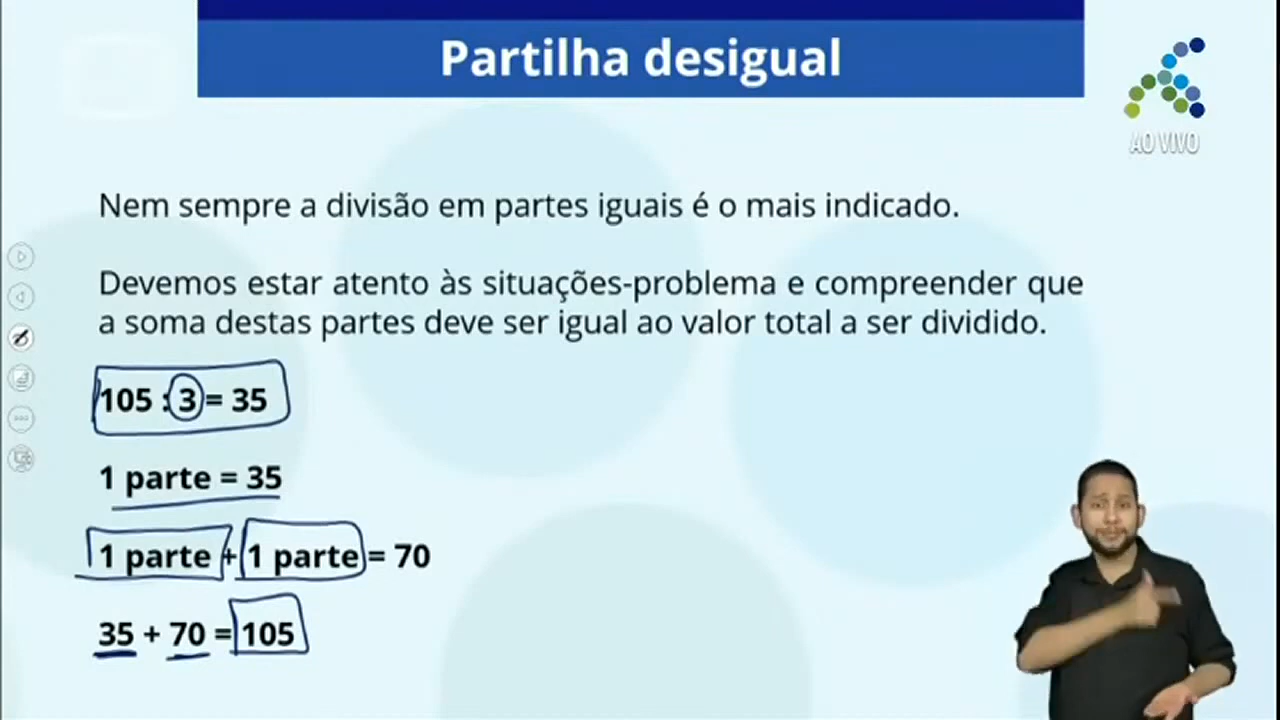 Partilha desigual
AO VIVO
Nem sempre a divisão em partes iguais é o mais indicado.
Devemos estar atento às situações-problema e compreender que
a soma destas partes deve ser igual ao valor total a ser dividido.
105 : 3 = 35
1 parte = 35
1 parte + 1 parte = 70
35 + 70 = 105